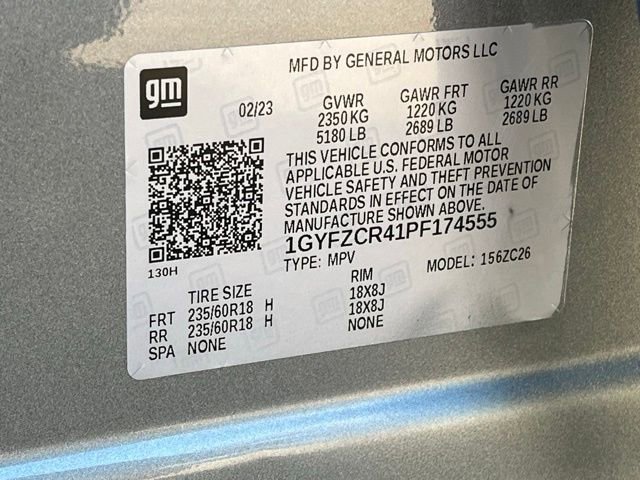 gm
MFD BY GENERAL MOTORS LLC
02/23 GVWR GAWR FRT GAWR RR
2350 KG 1220 KG 1220 KG
5180 LB 2689 LB 2689 LB
THIS VEHICLE CONFORMS TO ALL
APPLICABLE U.S. FEDERAL MOTOR
VEHICLE SAFETY AND THEFT PREVENTION
STANDARDS IN EFFECT ON THE DATE OF
MANUFACTURE SHOWN ABOVE.
1GYFZCR41PF174555
TYPE: MPV MODEL: 156ZC26
130H
TIRE SIZE RIM
FRT 235/60R18 H 18X8J
RR 235/60R18 H 18X8J
SPA NONE NONE